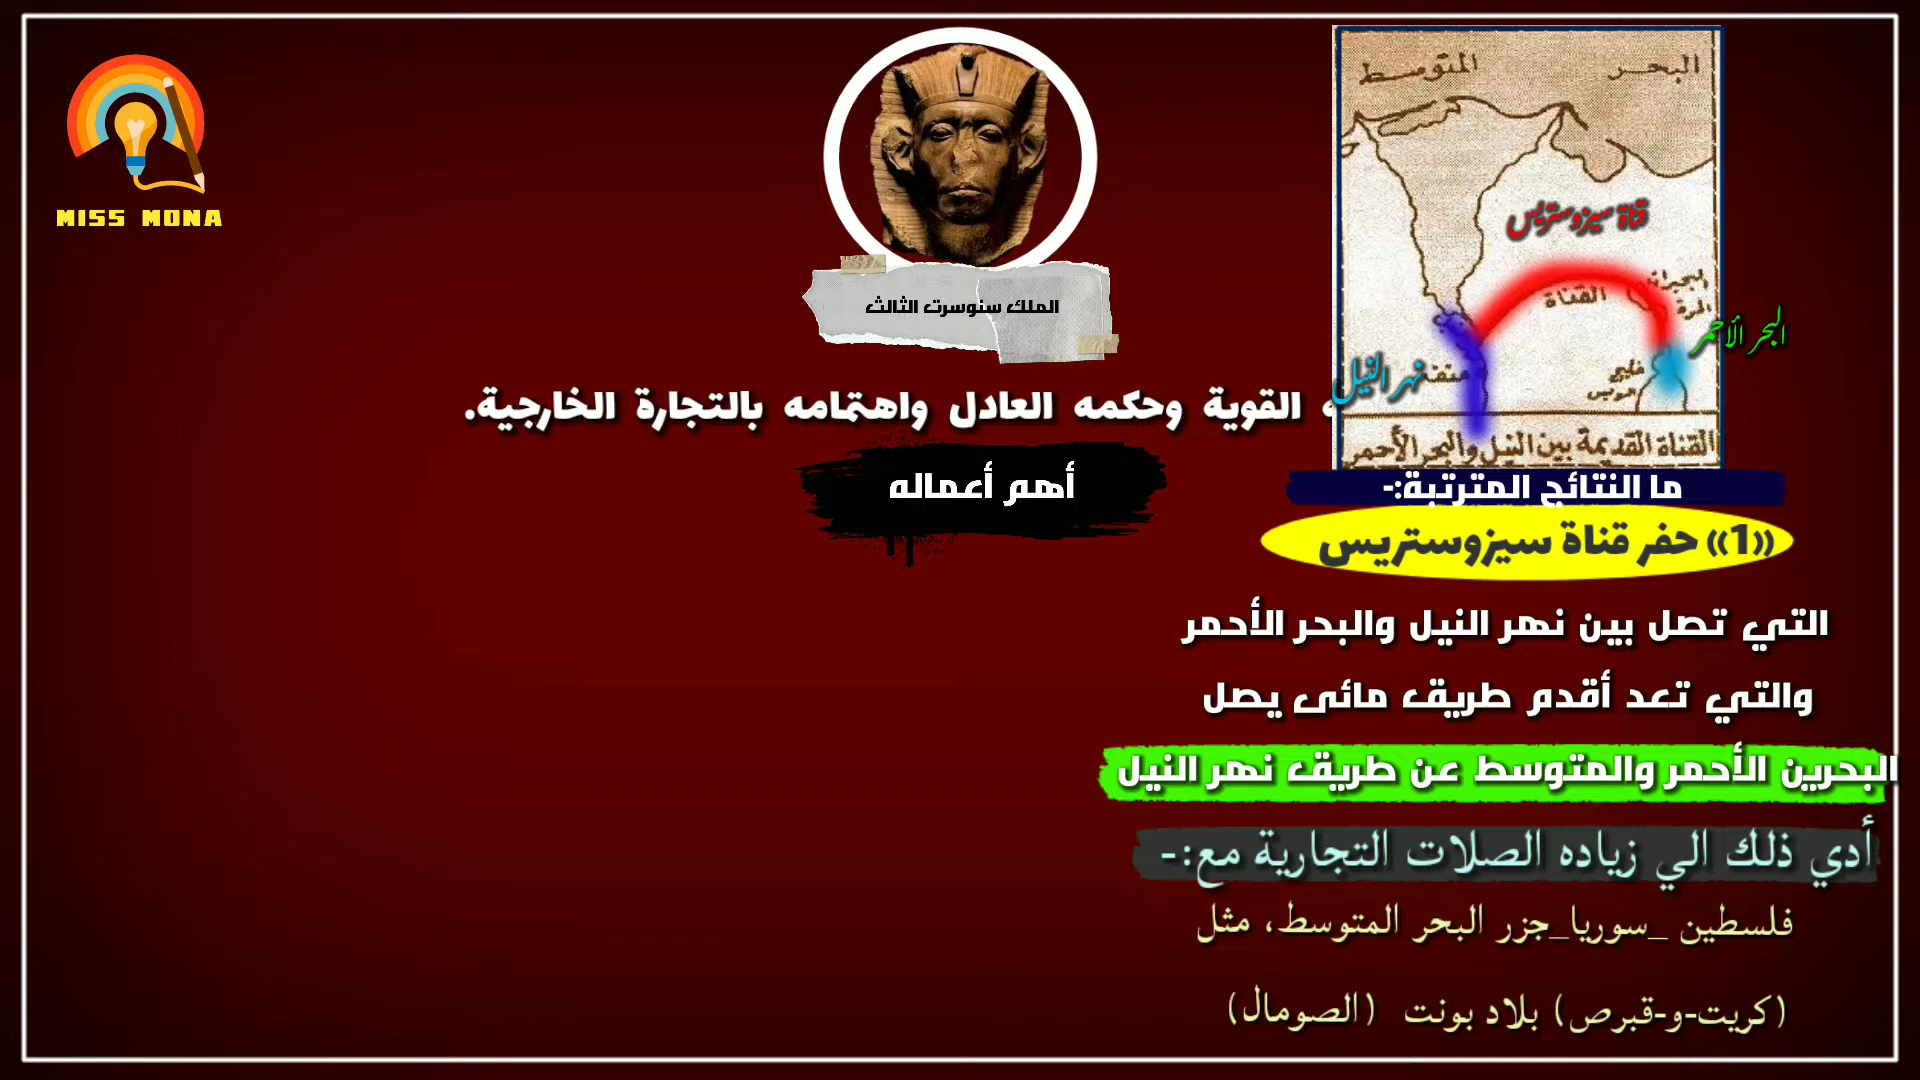 MISS MONA
الملك سنوسرت الثالث
القوية وحكمه العادل واهتمامه بالتجارة الخارجية.
أهم أعماله
البحر المتوسط
قناة سيزوستريس
القناة
البحيرات
المرة
البحر الأحمر
نهر النيل
خليج
السويس
القناة القديمة بين النيل والبحر الأحمر
ما النتائج المترتبة:-
«1» حفر قناة سيزوستريس
التي تصل بين نهر النيل والبحر الأحمر
والتي تعد أقدم طريق مائى يصل
البحرين الأحمر والمتوسط عن طريق نهر النيل
أدي ذلك الي زياده الصلات التجارية مع:-
فلسطين _سوريا_جزر البحر المتوسط، مثل
(كريت-و-قبرص) بلاد بونت (الصومال)